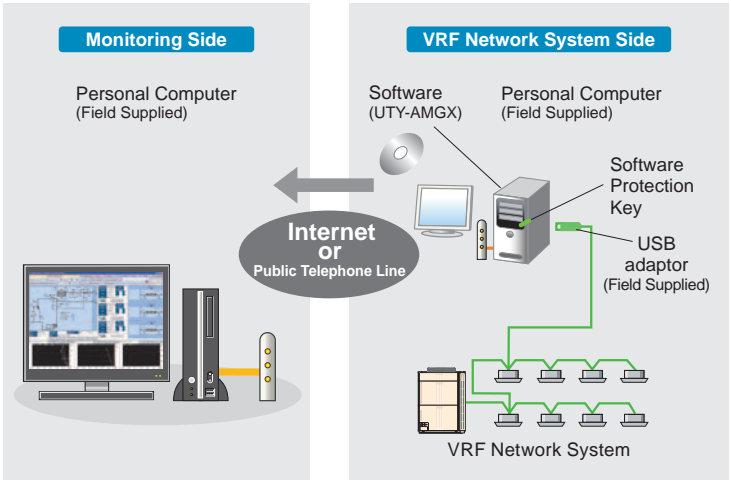 Monitoring Side
Personal Computer
(Field Supplied)
VRF Network System Side
Software
(UTY-AMGX)
Personal Computer
(Field Supplied)
Software
Protection
Key
USB
adaptor
(Field Supplied)
Internet
or
Public Telephone Line
VRF Network System